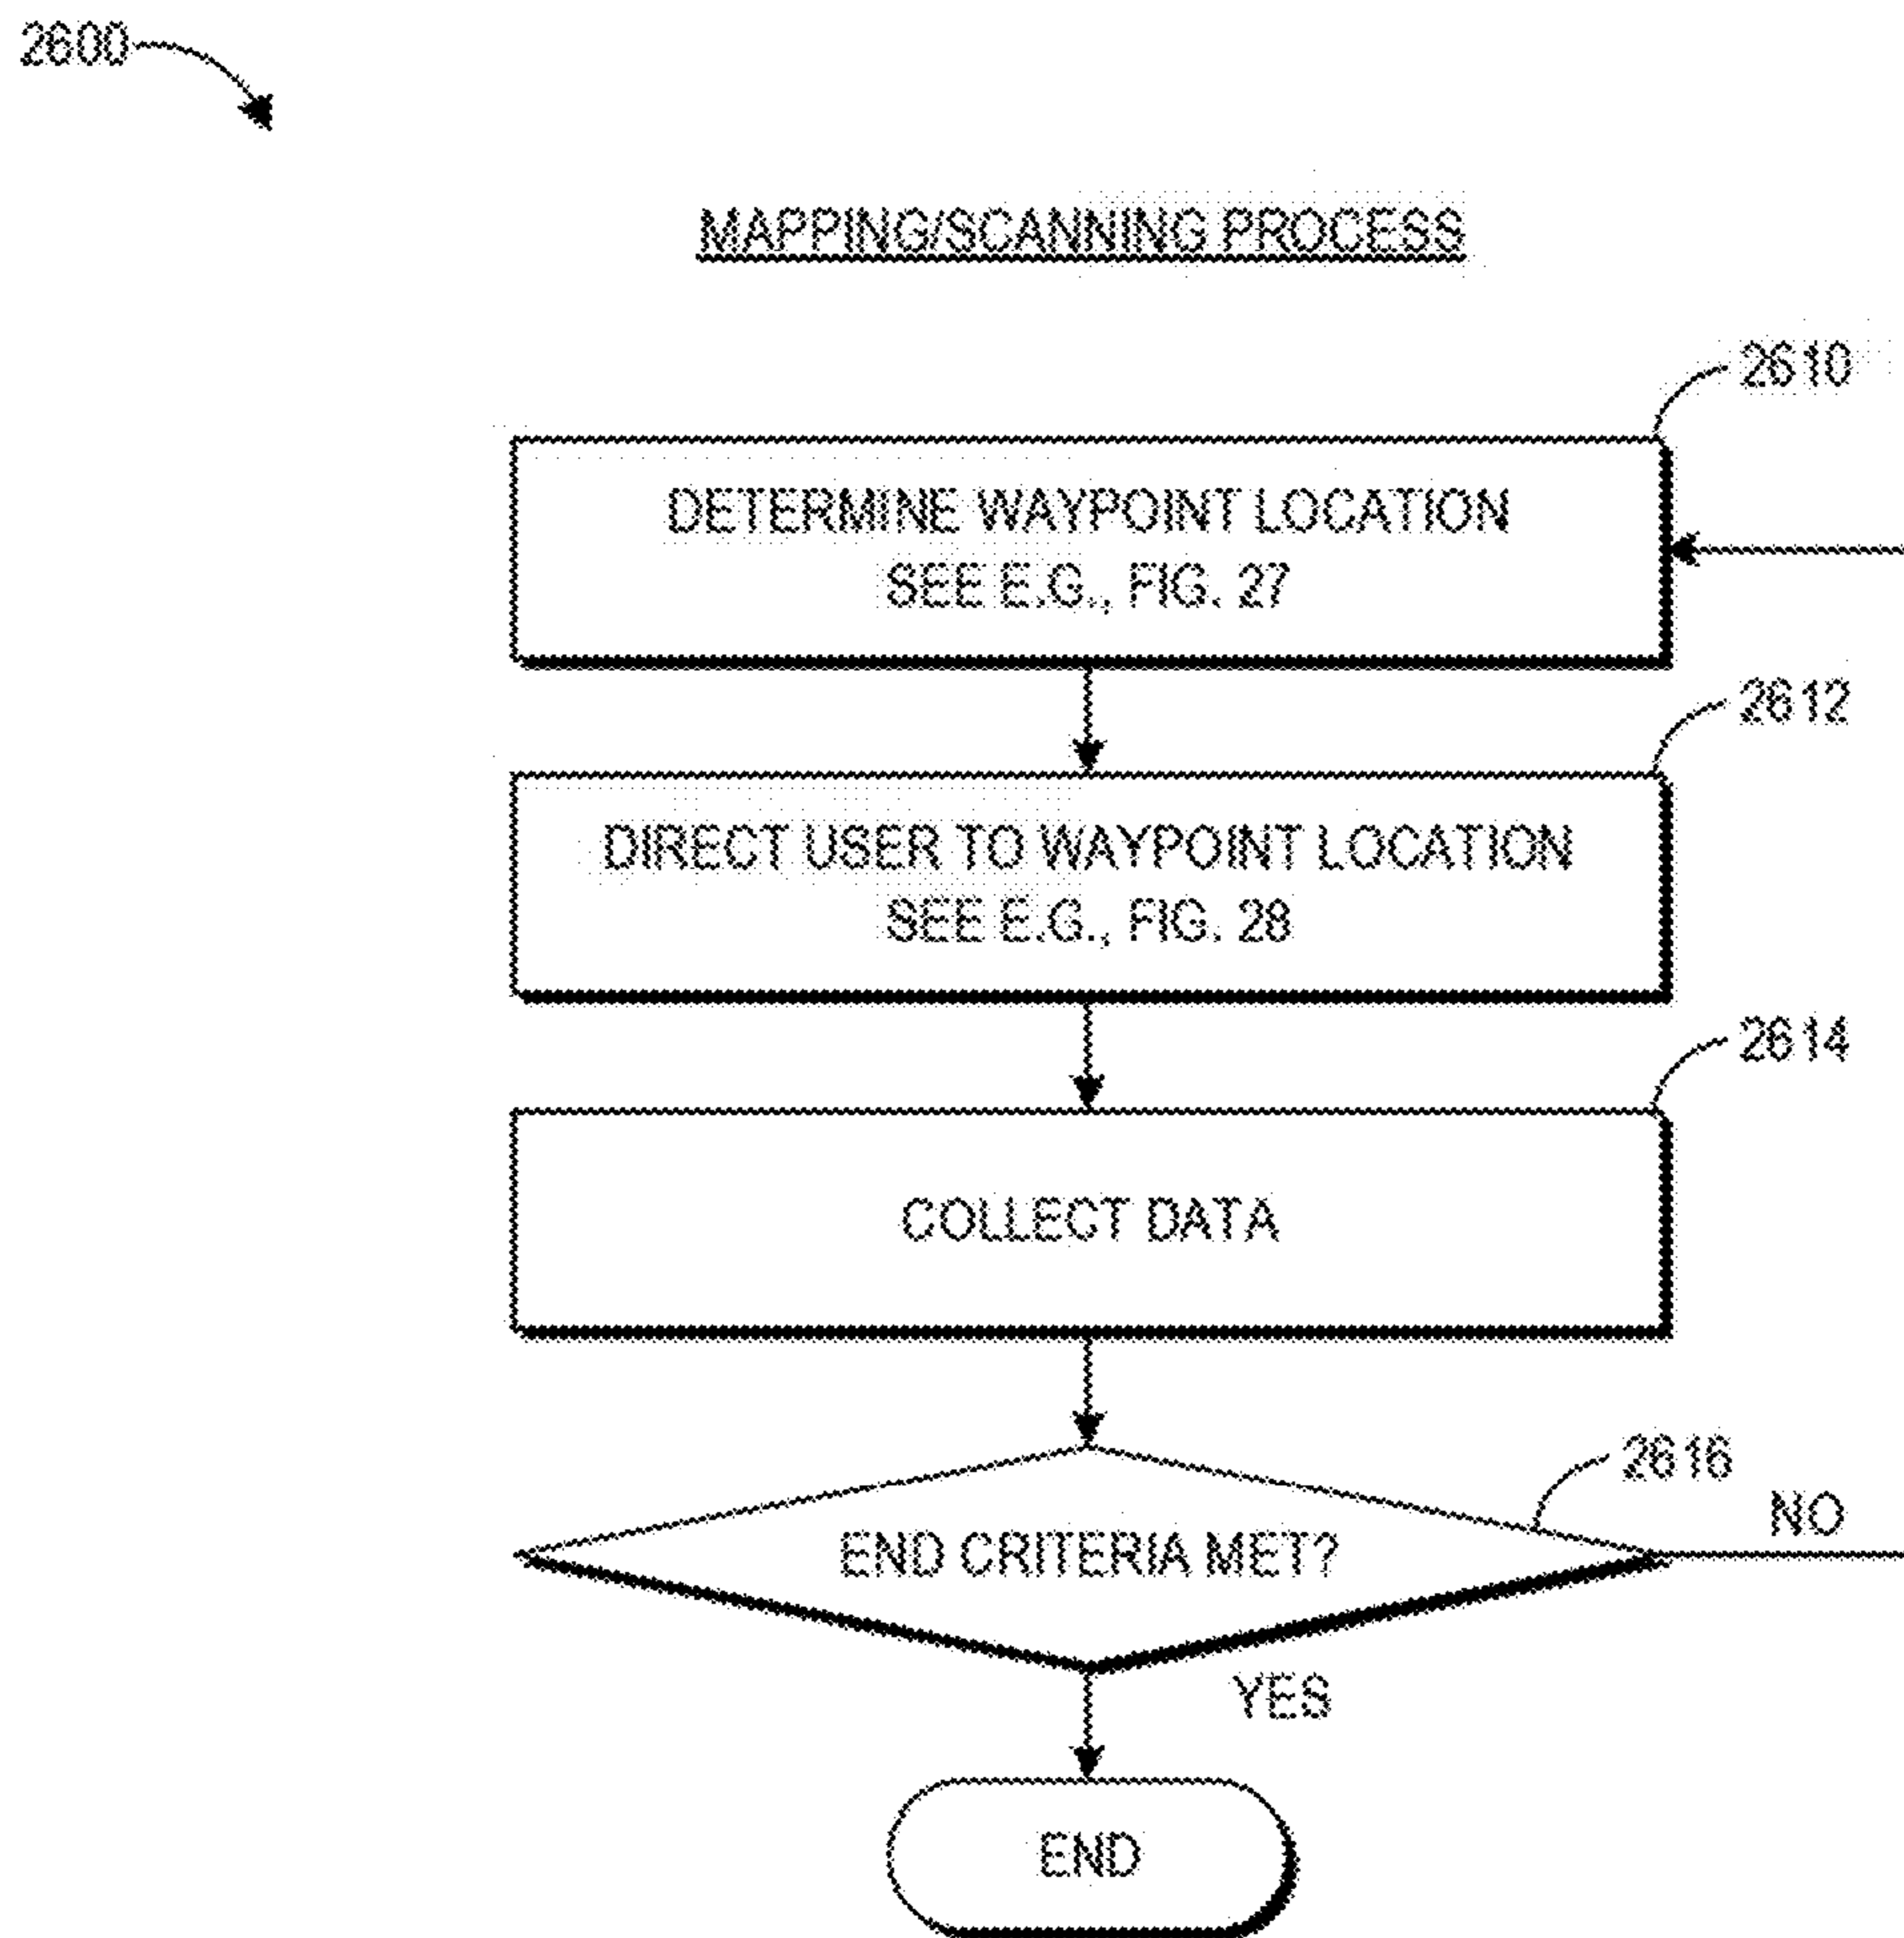 2600
MAPPING/SCANNING PROCESS
2610
DETERMINE WAYPOINT LOCATION
SEE E.G., FIG. 27
2612
DIRECT USER TO WAYPOINT LOCATION
SEE E.G., FIG. 28
2614
COLLECT DATA
2616
NO
END CRITERIA MET?
YES
END